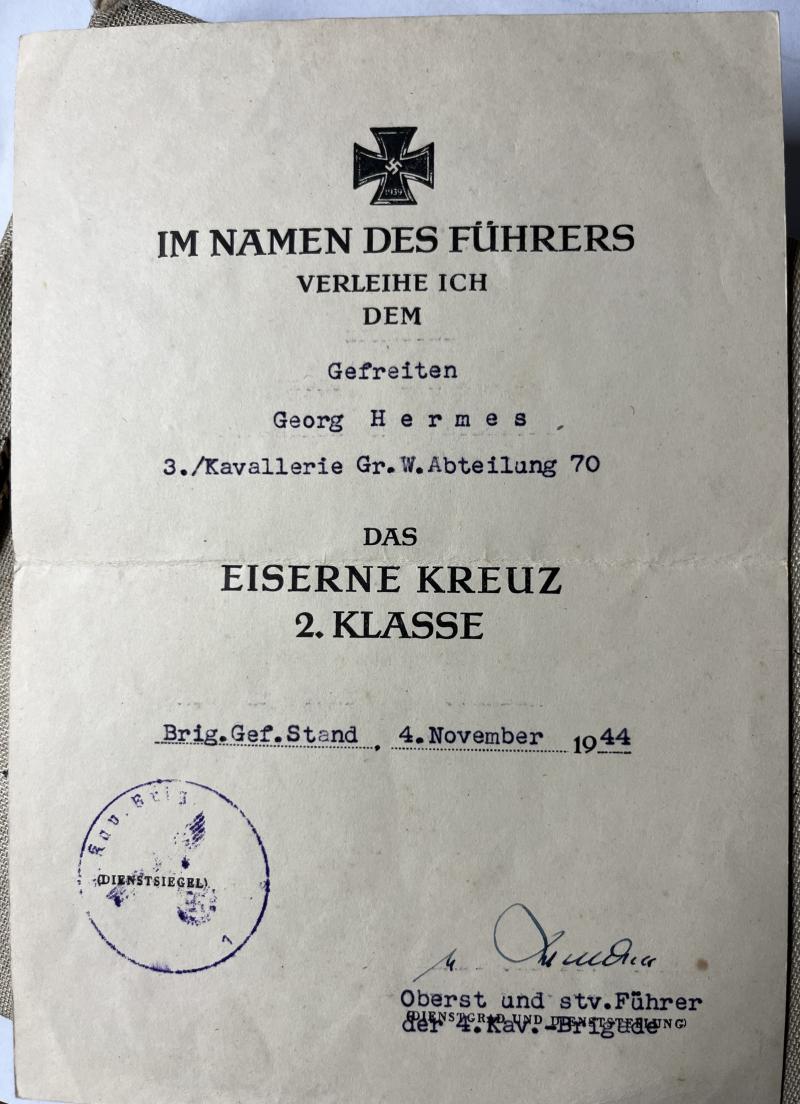 1939
IM NAMEN DES FÜHRERS
VERLEIHE ICH
DEM
Gefreiten
Georg H e r m e s ,
3./Kavallerie Gr.W.Abteilung 70
DAS
EISERNE KREUZ
2. KLASSE
Brig.Gef.Stand , 4.November 1944
Kav. Brig.
(DIENSTSIEGEL)
Oberst und stv.Führer
(DIENSTGRAD UND DIENSTSTELLUNG)
der 4.Kav.-Brigade